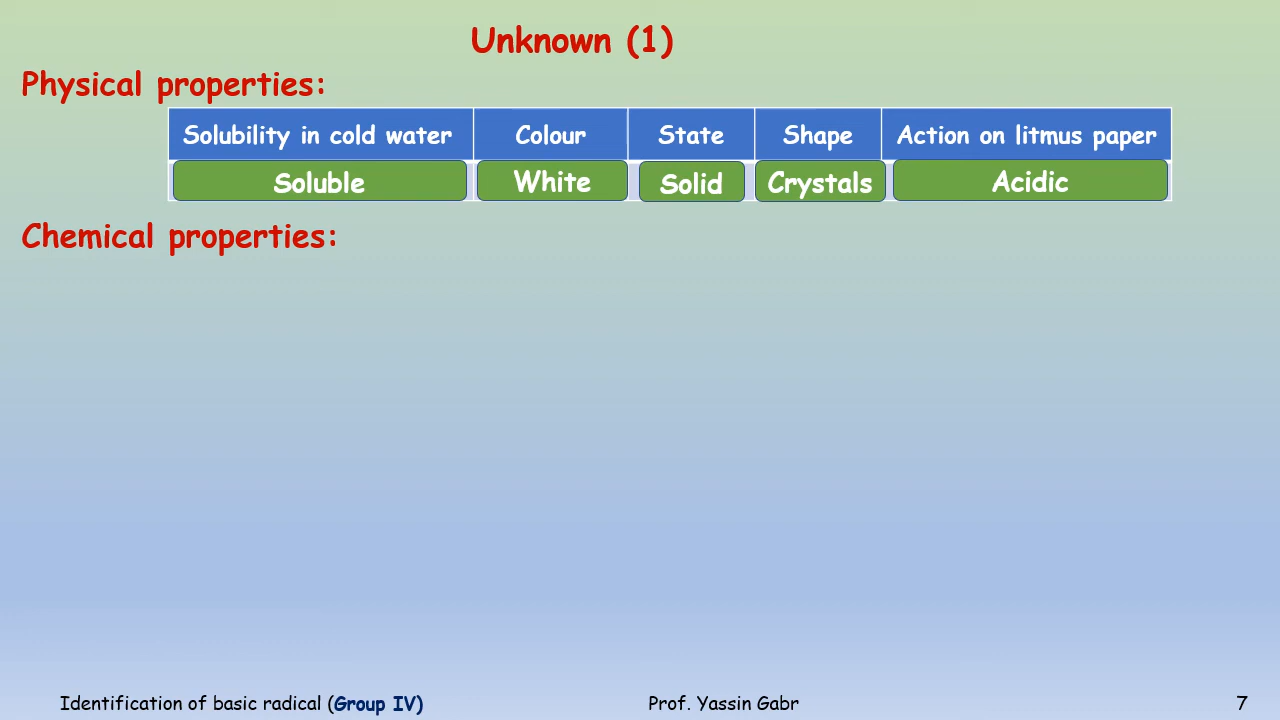 Unknown (1)
Physical properties:
Solubility in cold water Colour State Shape Action on litmus paper
Soluble White Solid Crystals Acidic
Chemical properties:
Identification of basic radical (Group IV) Prof. Yassin Gabr 7